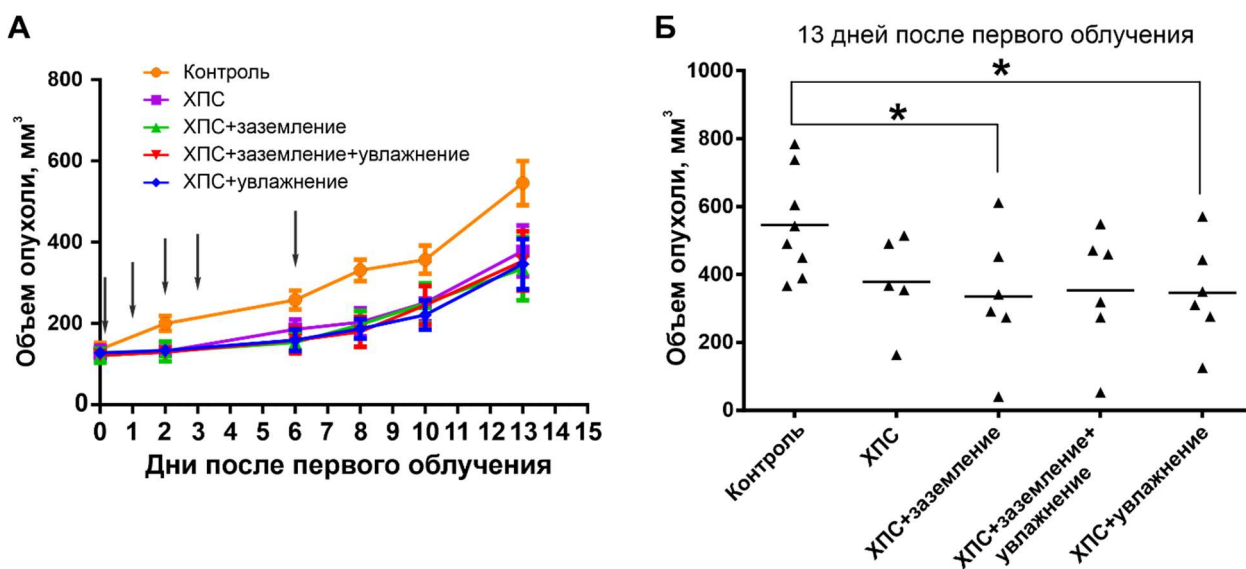 А
Объем опухоли, мм³
800
600
400
200
0
Контроль
ХПС
ХПС+заземление
ХПС+заземление+увлажнение
ХПС+увлажнение
0 1 2 3 4 5 6 7 8 9 10 11 12 13 14 15
Дни после первого облучения
Б
13 дней после первого облучения
Объем опухоли, мм³
1000
800
600
400
200
0
*
*
Контроль
ХПС
ХПС+заземление
ХПС+заземление+
увлажнение
ХПС+увлажнение